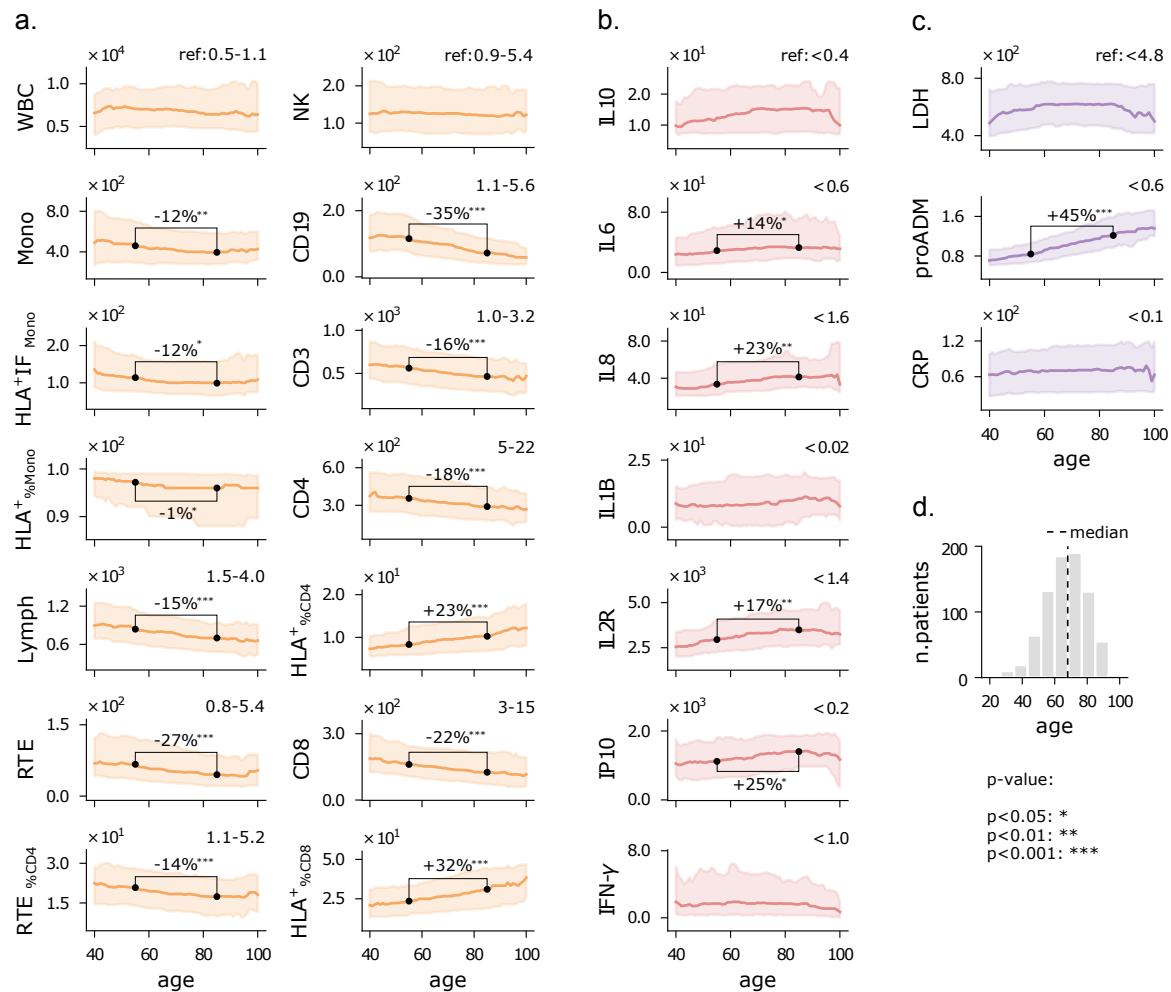 a.
×10⁴ ref:0.5-1.1
WBC
1.0
0.5
40 60 80 100
×10² ref:0.9-5.4
NK
2.0
1.0
×10²
Mono
8.0
4.0
-12%**
×10² 1.1-5.6
CD19
2.0
0.0
-35%***
×10²
HLA⁺IF Mono
2.0
1.0
-12%*
×10³ 1.0-3.2
CD3
1.0
0.5
-16%***
×10²
HLA⁺%Mono
1.0
0.9
-1%*
×10² 5-22
CD4
6.0
3.0
-18%***
×10³ 1.5-4.0
Lymph
1.2
0.6
-15%***
×10¹
HLA⁺%CD4
2.0
1.0
+23%***
×10² 0.8-5.4
RTE
1.5
0.0
-27%***
×10² 3-15
CD8
3.0
0.0
-22%***
×10¹ 1.1-5.2
RTE %CD4
3.0
1.5
-14%***
40 60 80 100
age
×10¹
HLA⁺%CD8
5.0
2.5
+32%***
40 60 80 100
age
b.
×10¹ ref:<0.4
IL10
2.0
1.0
×10¹ <0.6
IL6
6.0
0.0
+14%*
×10¹ <1.6
IL8
8.0
4.0
+23%**
×10¹ <0.02
IL1B
2.5
0.0
×10³ <1.4
IL2R
5.0
2.5
+17%**
×10³ <0.2
IP10
2.0
0.0
+25%*
<1.0
IFN-γ
8.0
0.0
40 60 80 100
age
c.
×10² ref:<4.8
LDH
8.0
4.0
<0.6
proADM
1.6
0.8
+45%***
×10² <0.1
CRP
1.2
0.6
40 60 80 100
age
d.
median
n.patients
200
100
0
20 40 60 80 100
age
p-value:
p<0.05: *
p<0.01: **
p<0.001: ***